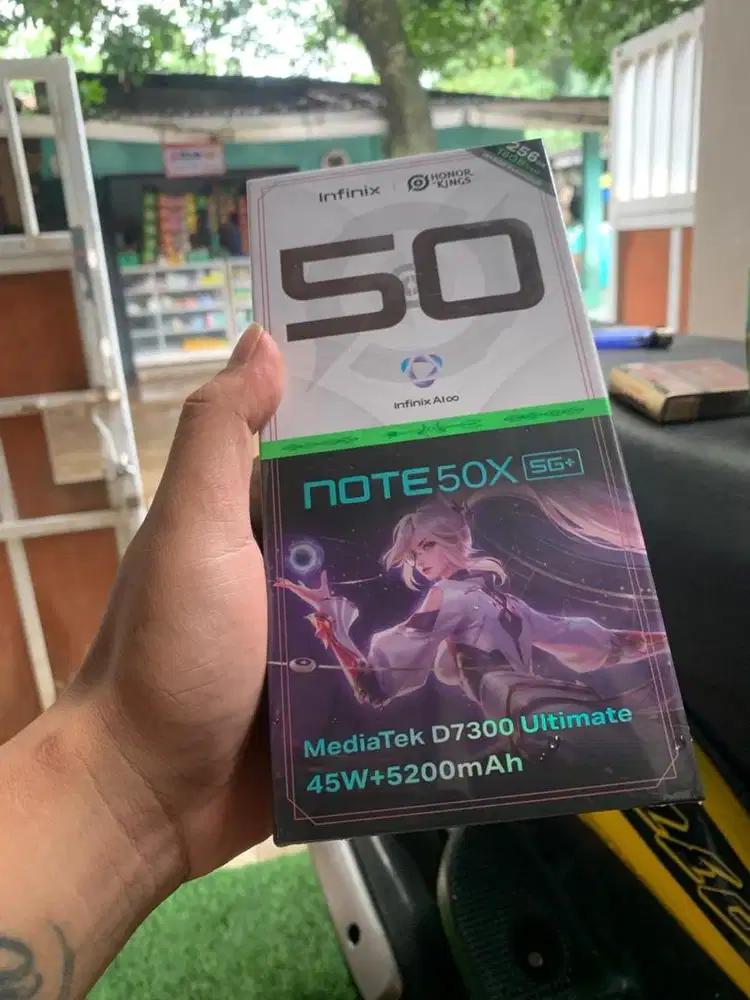 256
Infinix | HONOR OF KINGS
50
Infinix AI∞
NOTE 50X 5G+
MediaTek D7300 Ultimate
45W+5200mAh